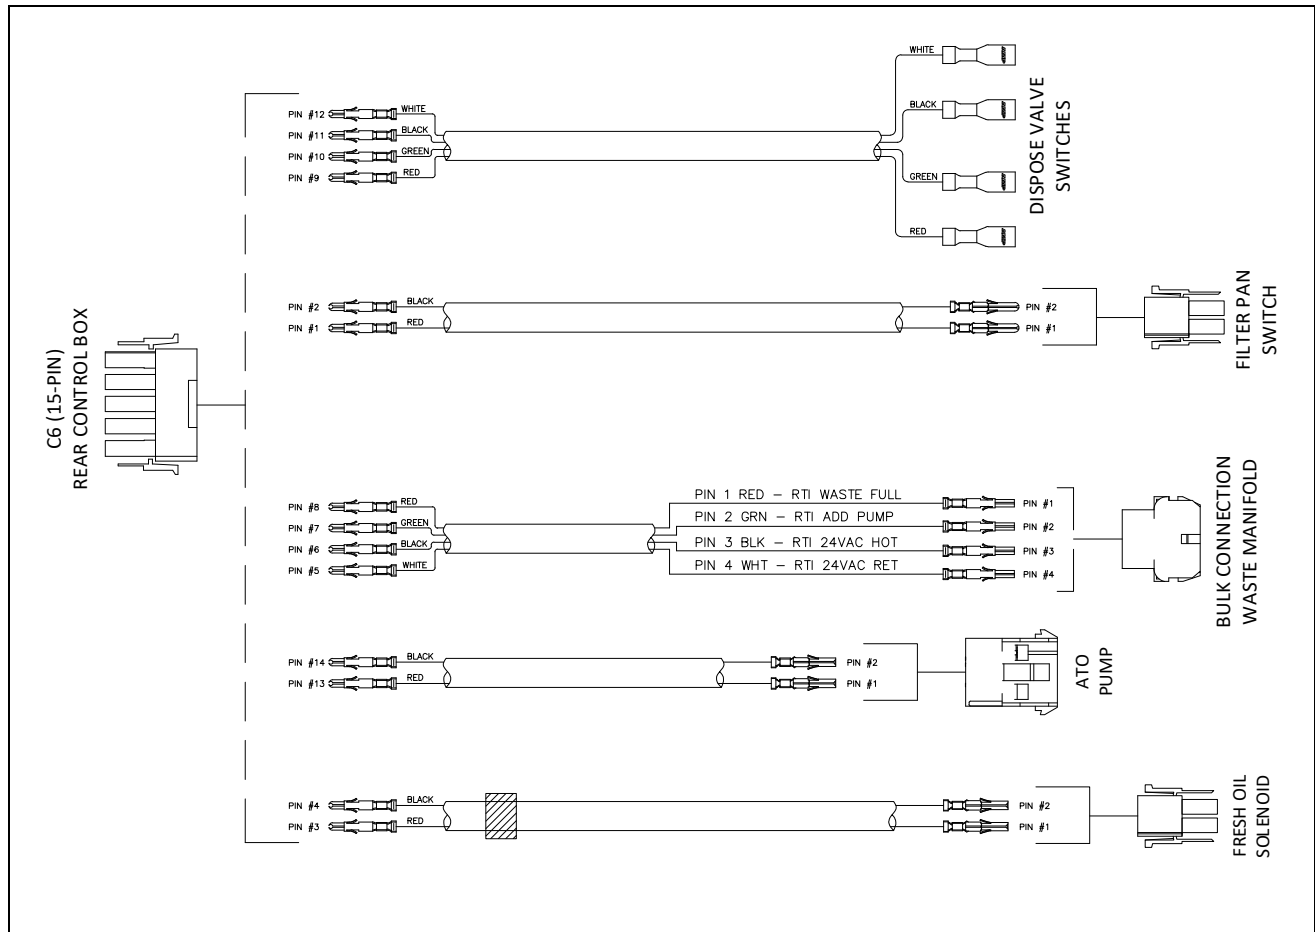 C6 (15-PIN)
REAR CONTROL BOX
PIN #12
WHITE
PIN #11
BLACK
PIN #10
GREEN
PIN #9
RED
WHITE
BLACK
GREEN
RED
DISPOSE VALVE
SWITCHES
PIN #2
BLACK
PIN #1
RED
PIN #2
PIN #1
FILTER PAN
SWITCH
PIN #8
RED
PIN #7
GREEN
PIN #6
BLACK
PIN #5
WHITE
PIN 1 RED – RTI WASTE FULL
PIN 2 GRN – RTI ADD PUMP
PIN 3 BLK – RTI 24VAC HOT
PIN 4 WHT – RTI 24VAC RET
PIN #1
PIN #2
PIN #3
PIN #4
BULK CONNECTION
WASTE MANIFOLD
PIN #14
BLACK
PIN #13
RED
PIN #2
PIN #1
ATO
PUMP
PIN #4
BLACK
PIN #3
RED
PIN #2
PIN #1
FRESH OIL
SOLENOID